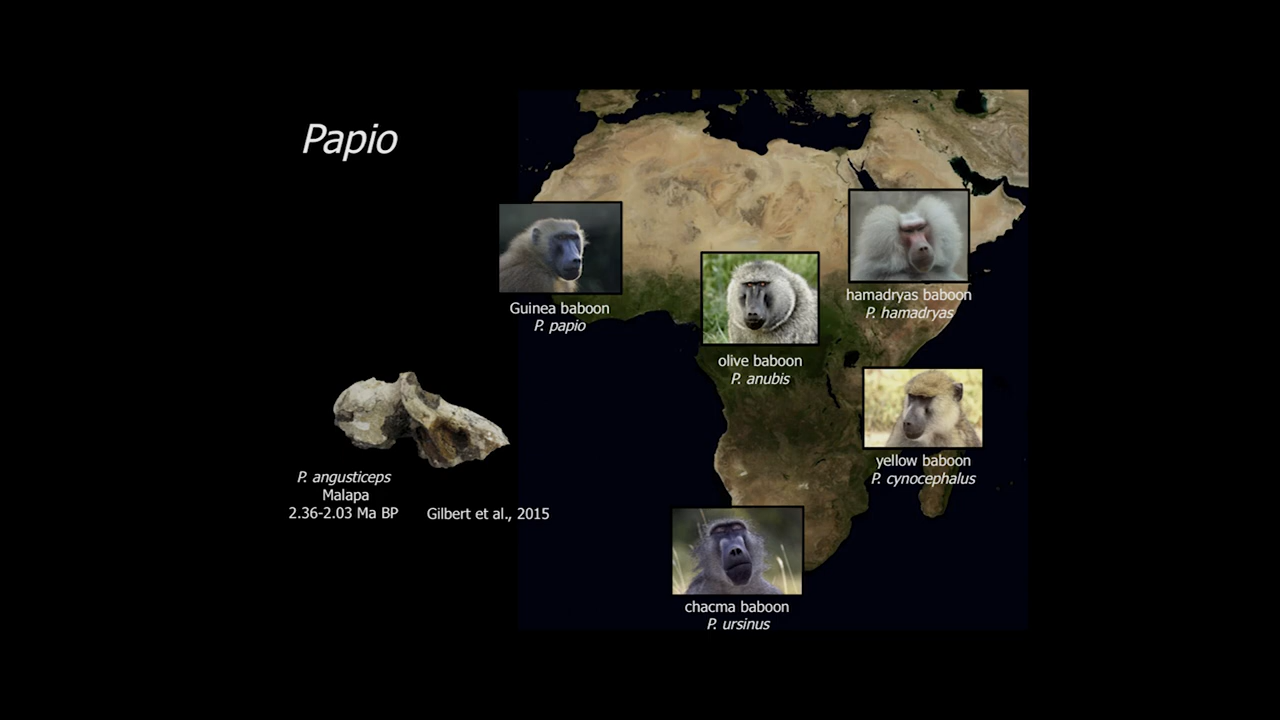 Papio
Guinea baboon
P. papio
hamadryas baboon
P. hamadryas
olive baboon
P. anubis
yellow baboon
P. cynocephalus
P. angusticeps
Malapa
2.36-2.03 Ma BP
Gilbert et al., 2015
chacma baboon
P. ursinus